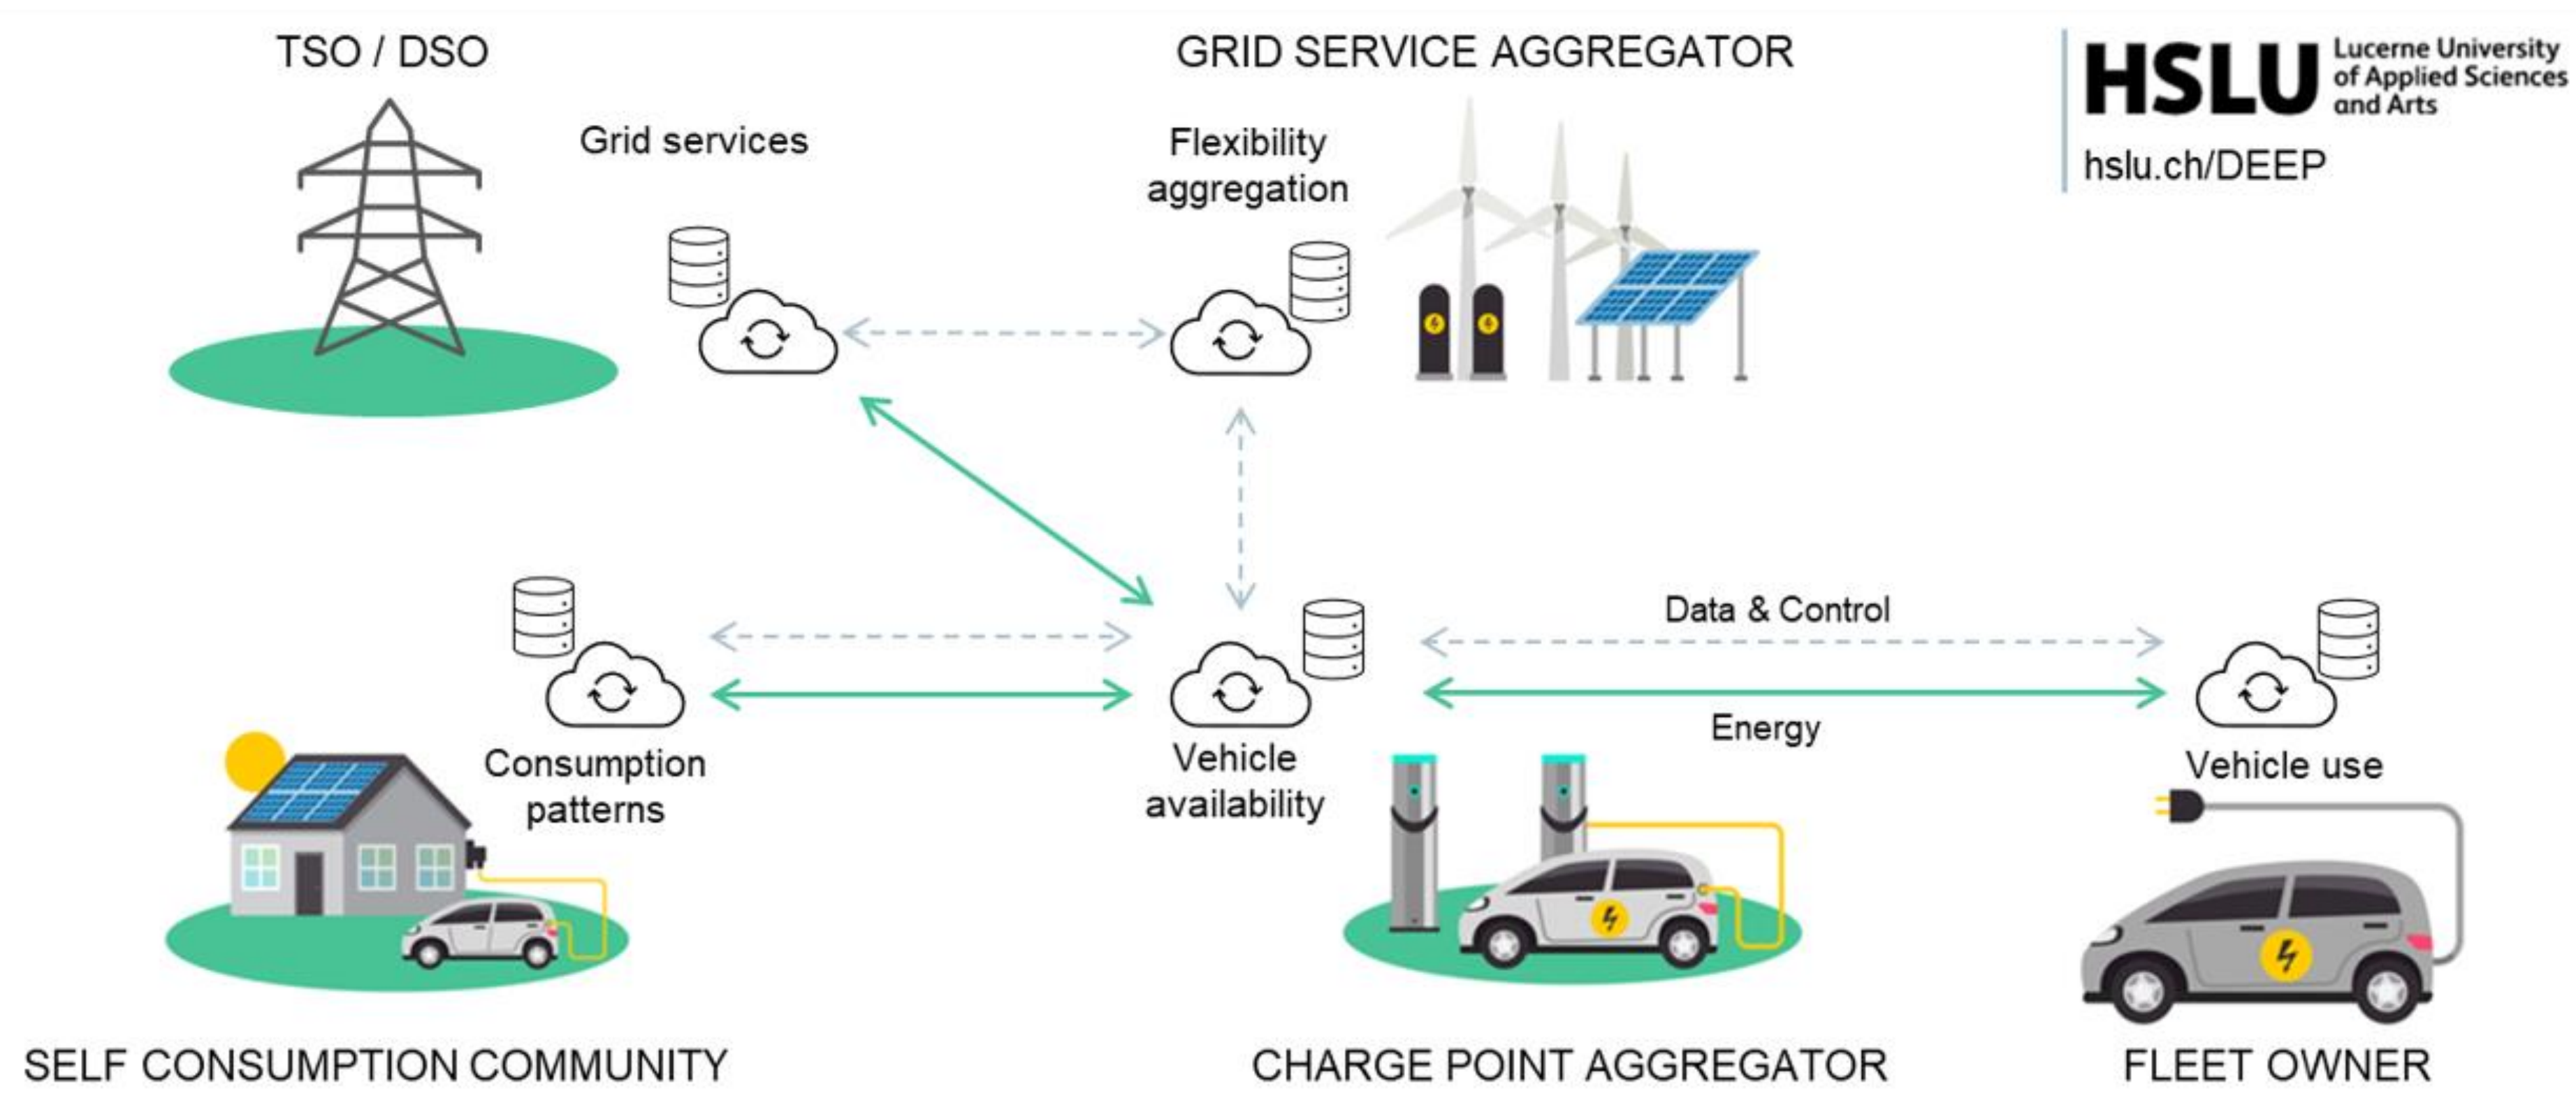 TSO / DSO
GRID SERVICE AGGREGATOR
HSLU
Lucerne University
of Applied Sciences
and Arts
hslu.ch/DEEP
Grid services
Flexibility
aggregation
Data & Control
Energy
Consumption
patterns
Vehicle
availability
Vehicle use
SELF CONSUMPTION COMMUNITY
CHARGE POINT AGGREGATOR
FLEET OWNER